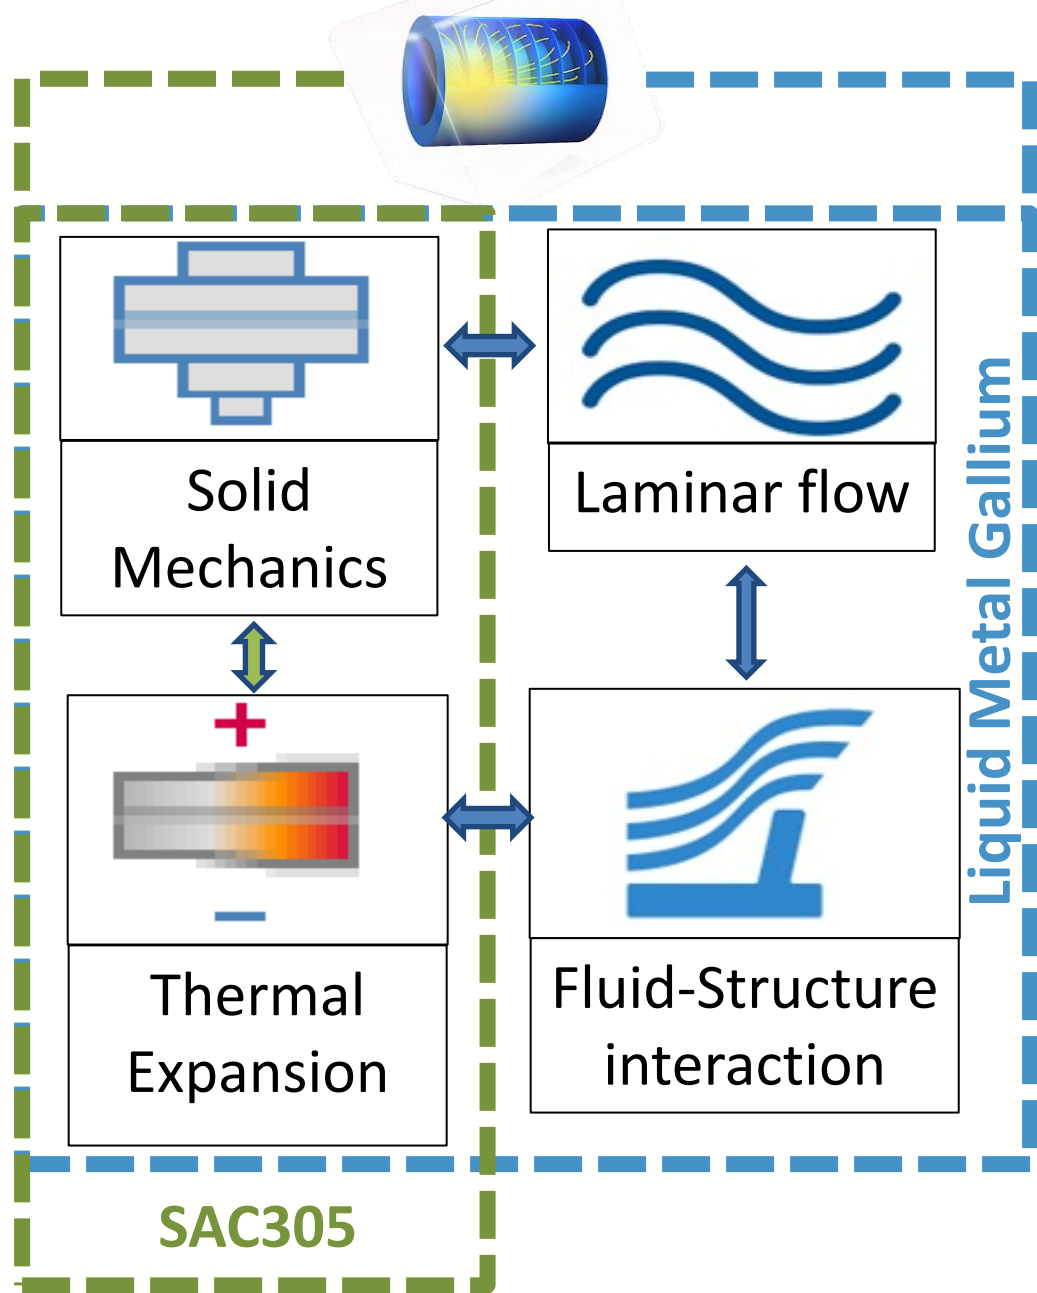 Solid
Mechanics
Laminar flow
Thermal
Expansion
Fluid-Structure
interaction
Liquid Metal Gallium
SAC305